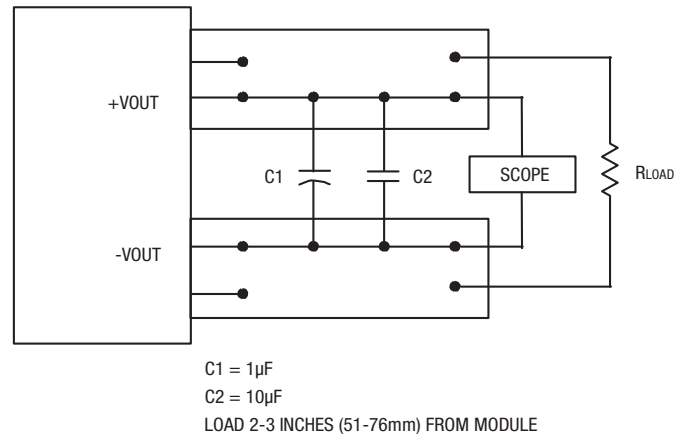 +VOUT
C1
C2
SCOPE
RLOAD
-VOUT
C1 = 1µF
C2 = 10µF
LOAD 2-3 INCHES (51-76mm) FROM MODULE